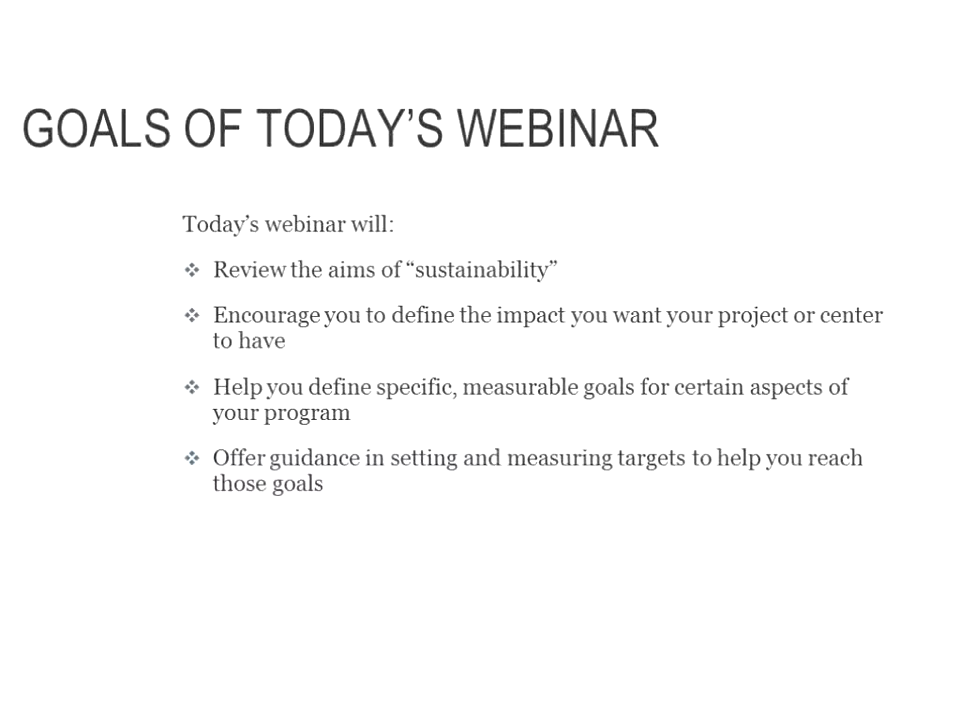 GOALS OF TODAY’S WEBINAR
Today’s webinar will:
❖ Review the aims of “sustainability”
❖ Encourage you to define the impact you want your project or center
to have
❖ Help you define specific, measurable goals for certain aspects of
your program
❖ Offer guidance in setting and measuring targets to help you reach
those goals